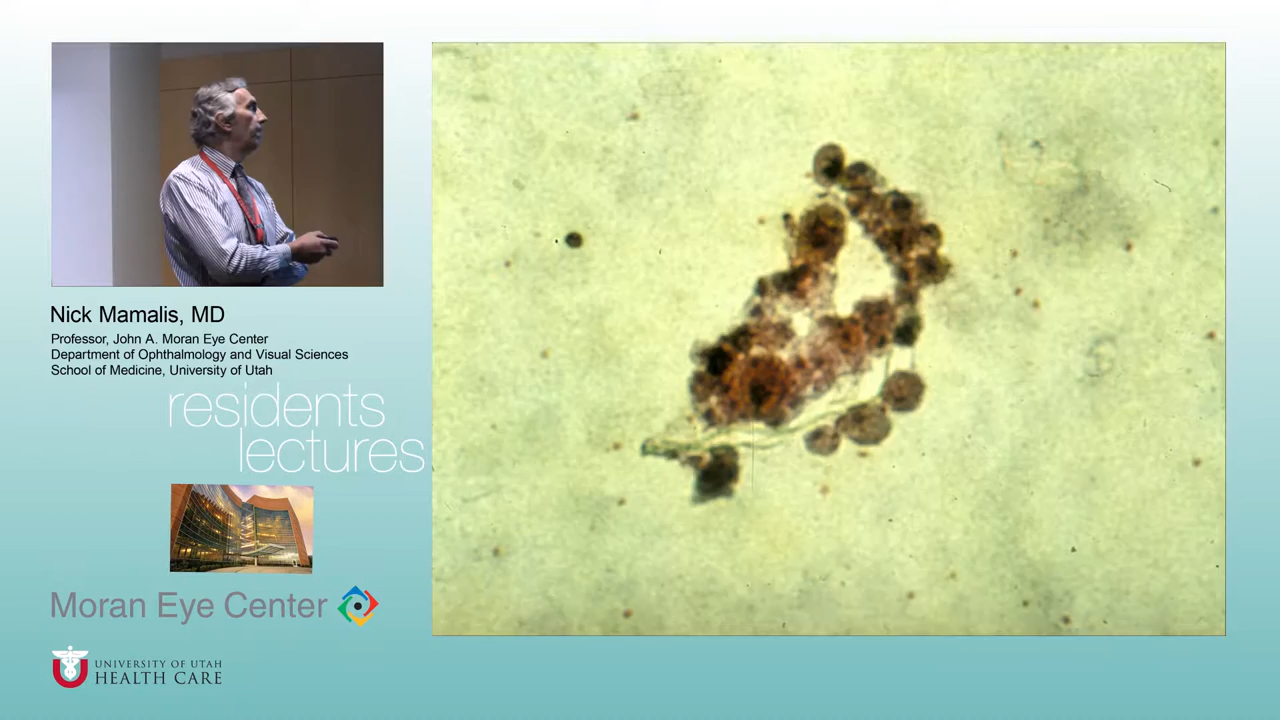 Nick Mamalis, MD
Professor, John A. Moran Eye Center
Department of Ophthalmology and Visual Sciences
School of Medicine, University of Utah
residents
lectures
Moran Eye Center
UNIVERSITY OF UTAH
HEALTH CARE